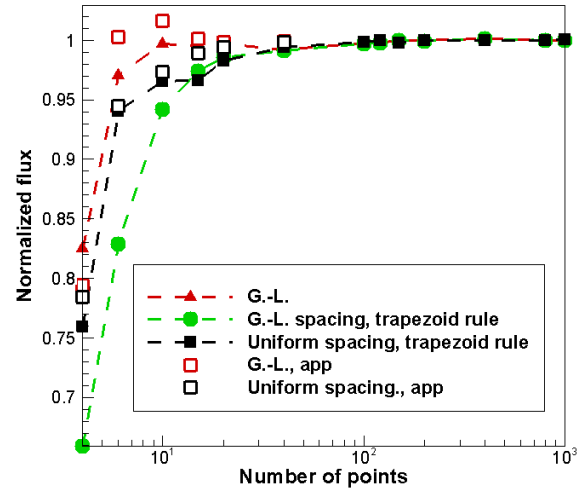 1
0.95
0.9
0.85
0.8
0.75
0.7
Normalized flux
G.-L.
G.-L. spacing, trapezoid rule
Uniform spacing, trapezoid rule
G.-L., app
Uniform spacing., app
10^1 10^2 10^3
Number of points